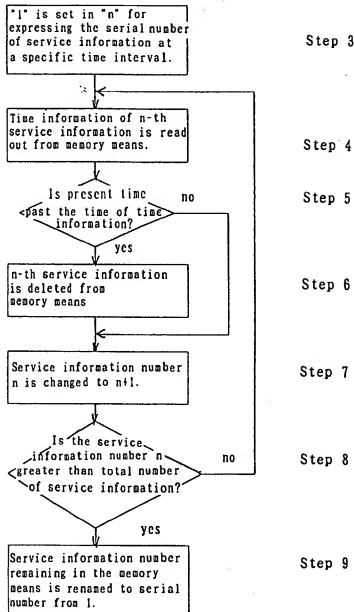 "1" is set in "n" for
expressing the serial number
of service information at
a specific time interval.
Step 3
Time information of n-th
service information is read
out from memory means.
Step 4
Is present time
past the time of time
information?
no
Step 5
yes
n-th service information
is deleted from
memory means
Step 6
Service information number
n is changed to n+1.
Step 7
Is the service
information number n
greater than total number
of service information?
no
Step 8
yes
Service information number
remaining in the memory
means is renamed to serial
number from 1.
Step 9